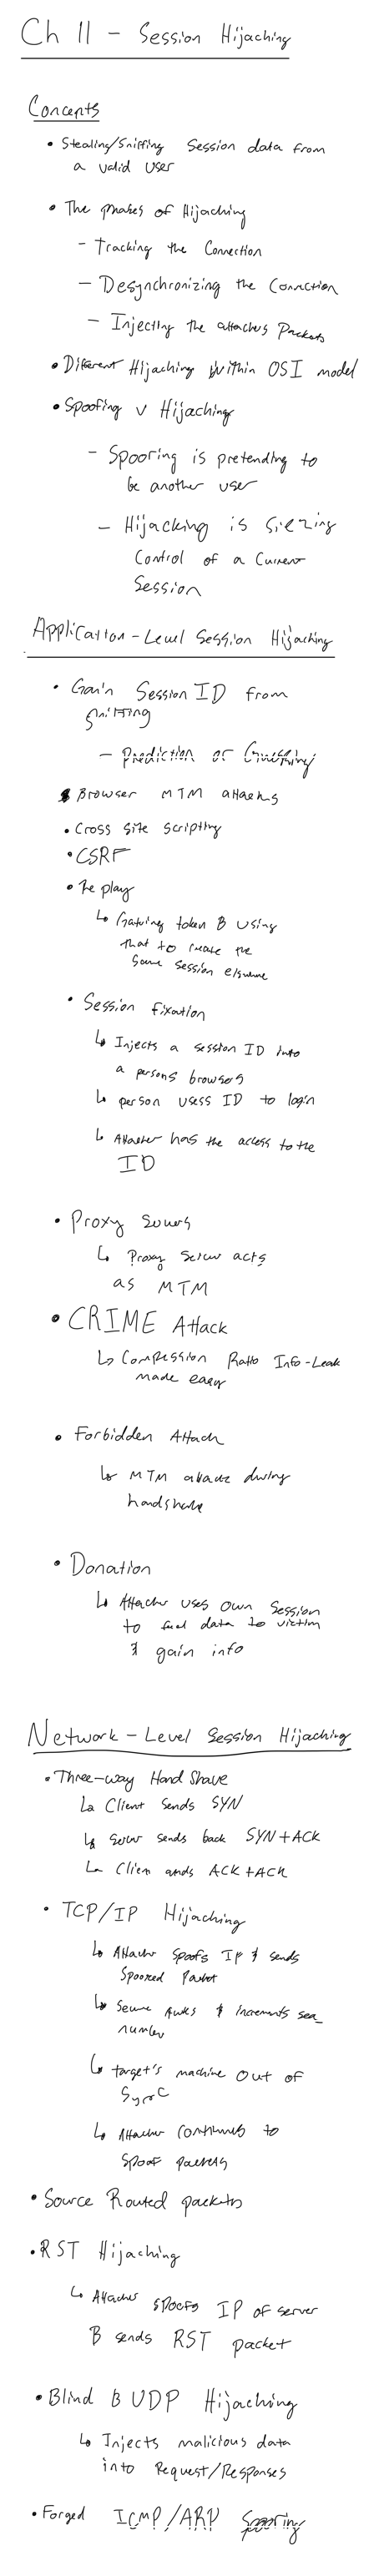 Ch 11 - Session Hijacking
Concepts
• Stealing/Sniffing Session data from
a valid user
• The phases of Hijacking
- Tracking the Connection
- Desynchronizing the Connection
- Injecting the attackers Packets
• Different Hijacking within OSI model
• Spoofing v Hijacking
- Spoofing is pretending to
be another user
- Hijacking is siezing
Control of a Current
Session
Application-Level Session Hijacking
• Gain Session ID from
sniffing
- prediction or Guessing
• Browser MTM attacks
• Cross site scripting
• CSRF
• Re play
↳ Gatuing token & Using
that to create the
same session elsewhere
• Session Fixation
↳ Injects a session ID into
a persons browsers
↳ person usess ID to login
↳ Attacker has the access to the
ID
• Proxy Servers
↳ Proxy Server acts
as MTM
• CRIME Attack
↳ Compression Ratio Info-Leak
made easy
• Forbidden Attack
↳ MTM attack during
handshake
• Donation
↳ Attacker uses own Session
to feed data to victim
& gain info
Network-Level Session Hijacking
• Three-way Hand Shake
↳ Client sends SYN
↳ Server sends back SYN+ACK
↳ Client sends ACK+ACK
• TCP/IP Hijacking
↳ Attacker Spoofs IP & sends
Spoofed Packet
↳ Server Acks & Increments seq_
number
↳ target's machine out of
Sync
↳ Attacker continues to
spoof packets
• Source Routed packets
• RST Hijacking
↳ Attacker spoofs IP of server
& sends RST packet
• Blind & UDP Hijacking
↳ Injects malicious data
into Request/Responses
• Forged ICMP/ARP Spoofing